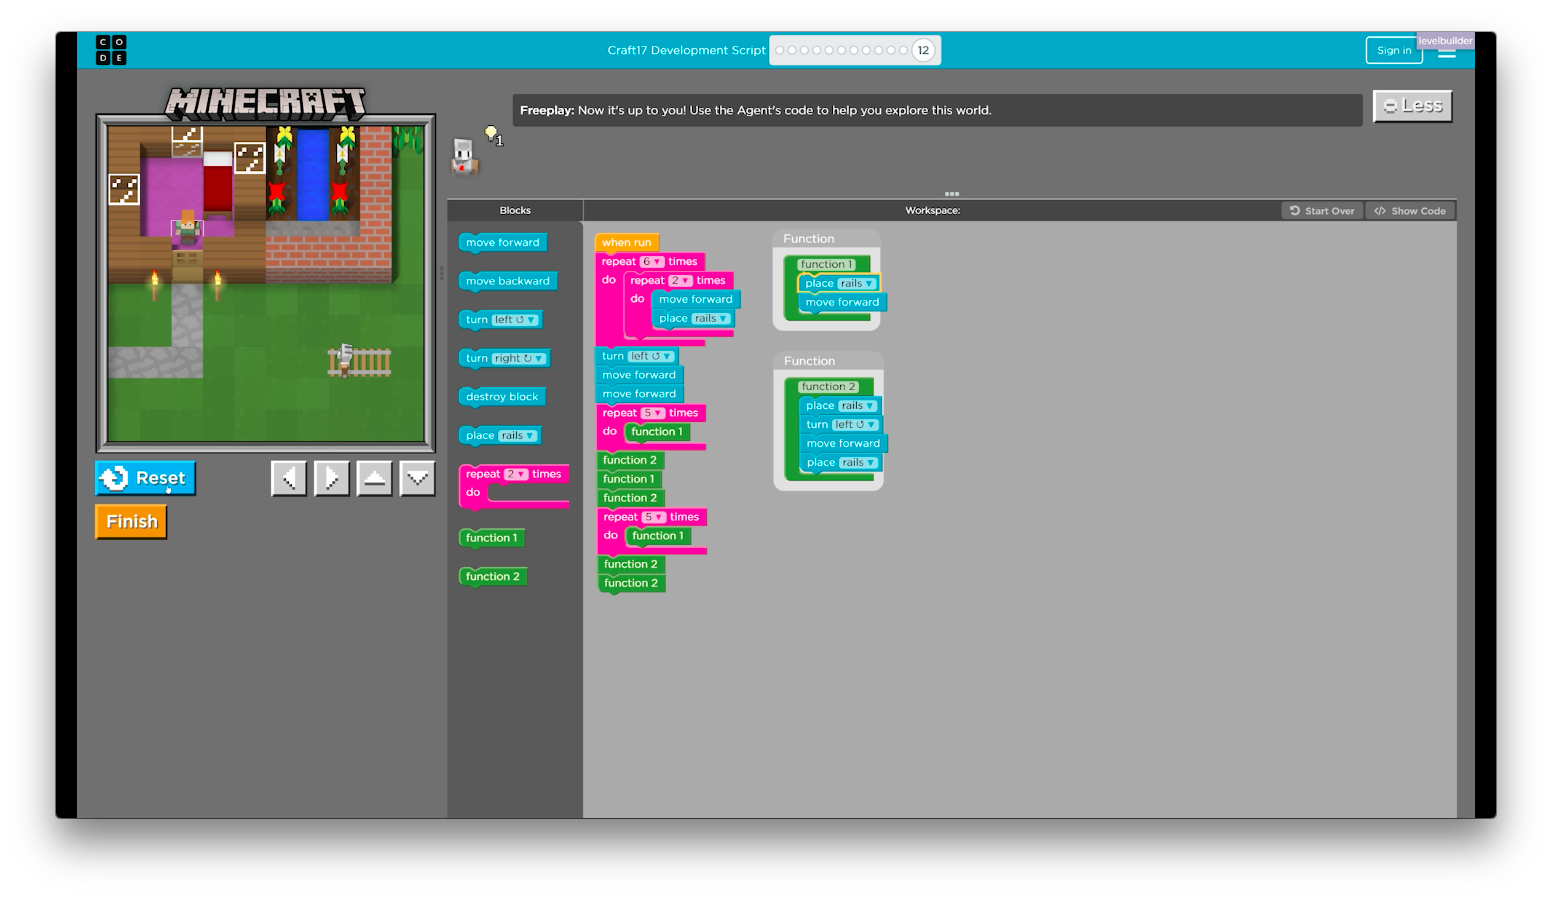 CODE
Craft17 Development Script
12
Sign in
levelbuilder
MINECRAFT
Freeplay: Now it's up to you! Use the Agent's code to help you explore this world.
Less
1
Blocks
Workspace:
Start Over
</> Show Code
move forward
move backward
turn left ↺ ▼
turn right ↻ ▼
destroy block
place rails ▼
repeat 2 ▼ times
do
function 1
function 2
when run
repeat 6 ▼ times
do repeat 2 ▼ times
do move forward
place rails ▼
turn left ↺ ▼
move forward
move forward
repeat 5 ▼ times
do function 1
function 2
function 1
function 2
repeat 5 ▼ times
do function 1
function 2
function 2
Function
function 1
place rails ▼
move forward
Function
function 2
place rails ▼
turn left ↺ ▼
move forward
place rails ▼
Reset
Finish